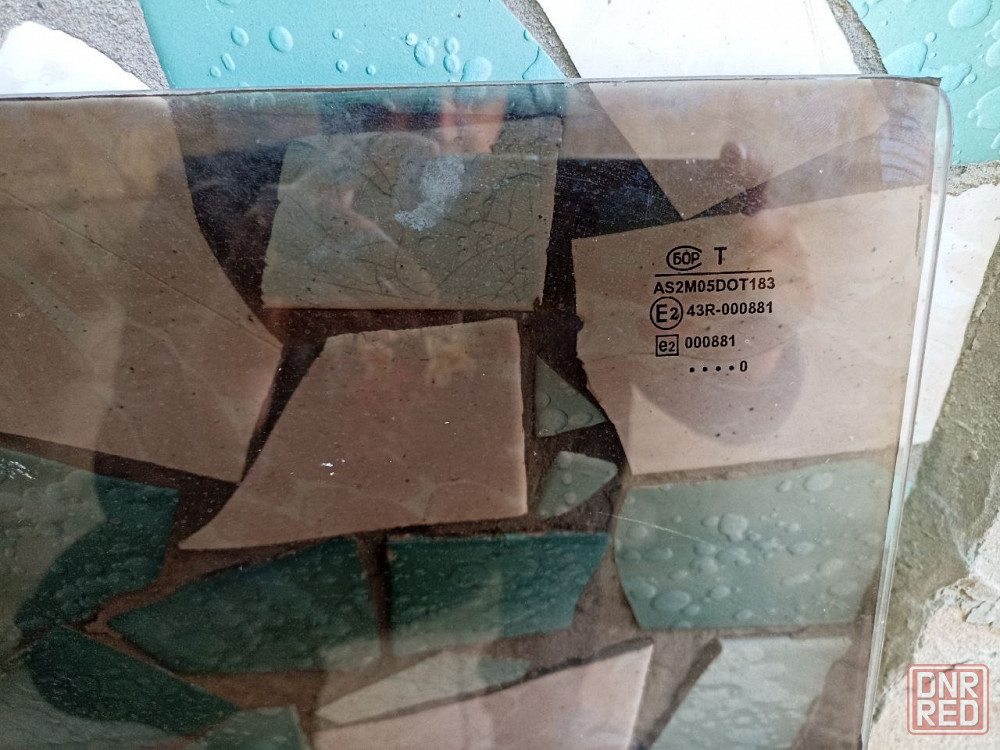 БОР T
AS2M05DOT183
E2 43R-000881
e2 000881
....0
DNR
RED